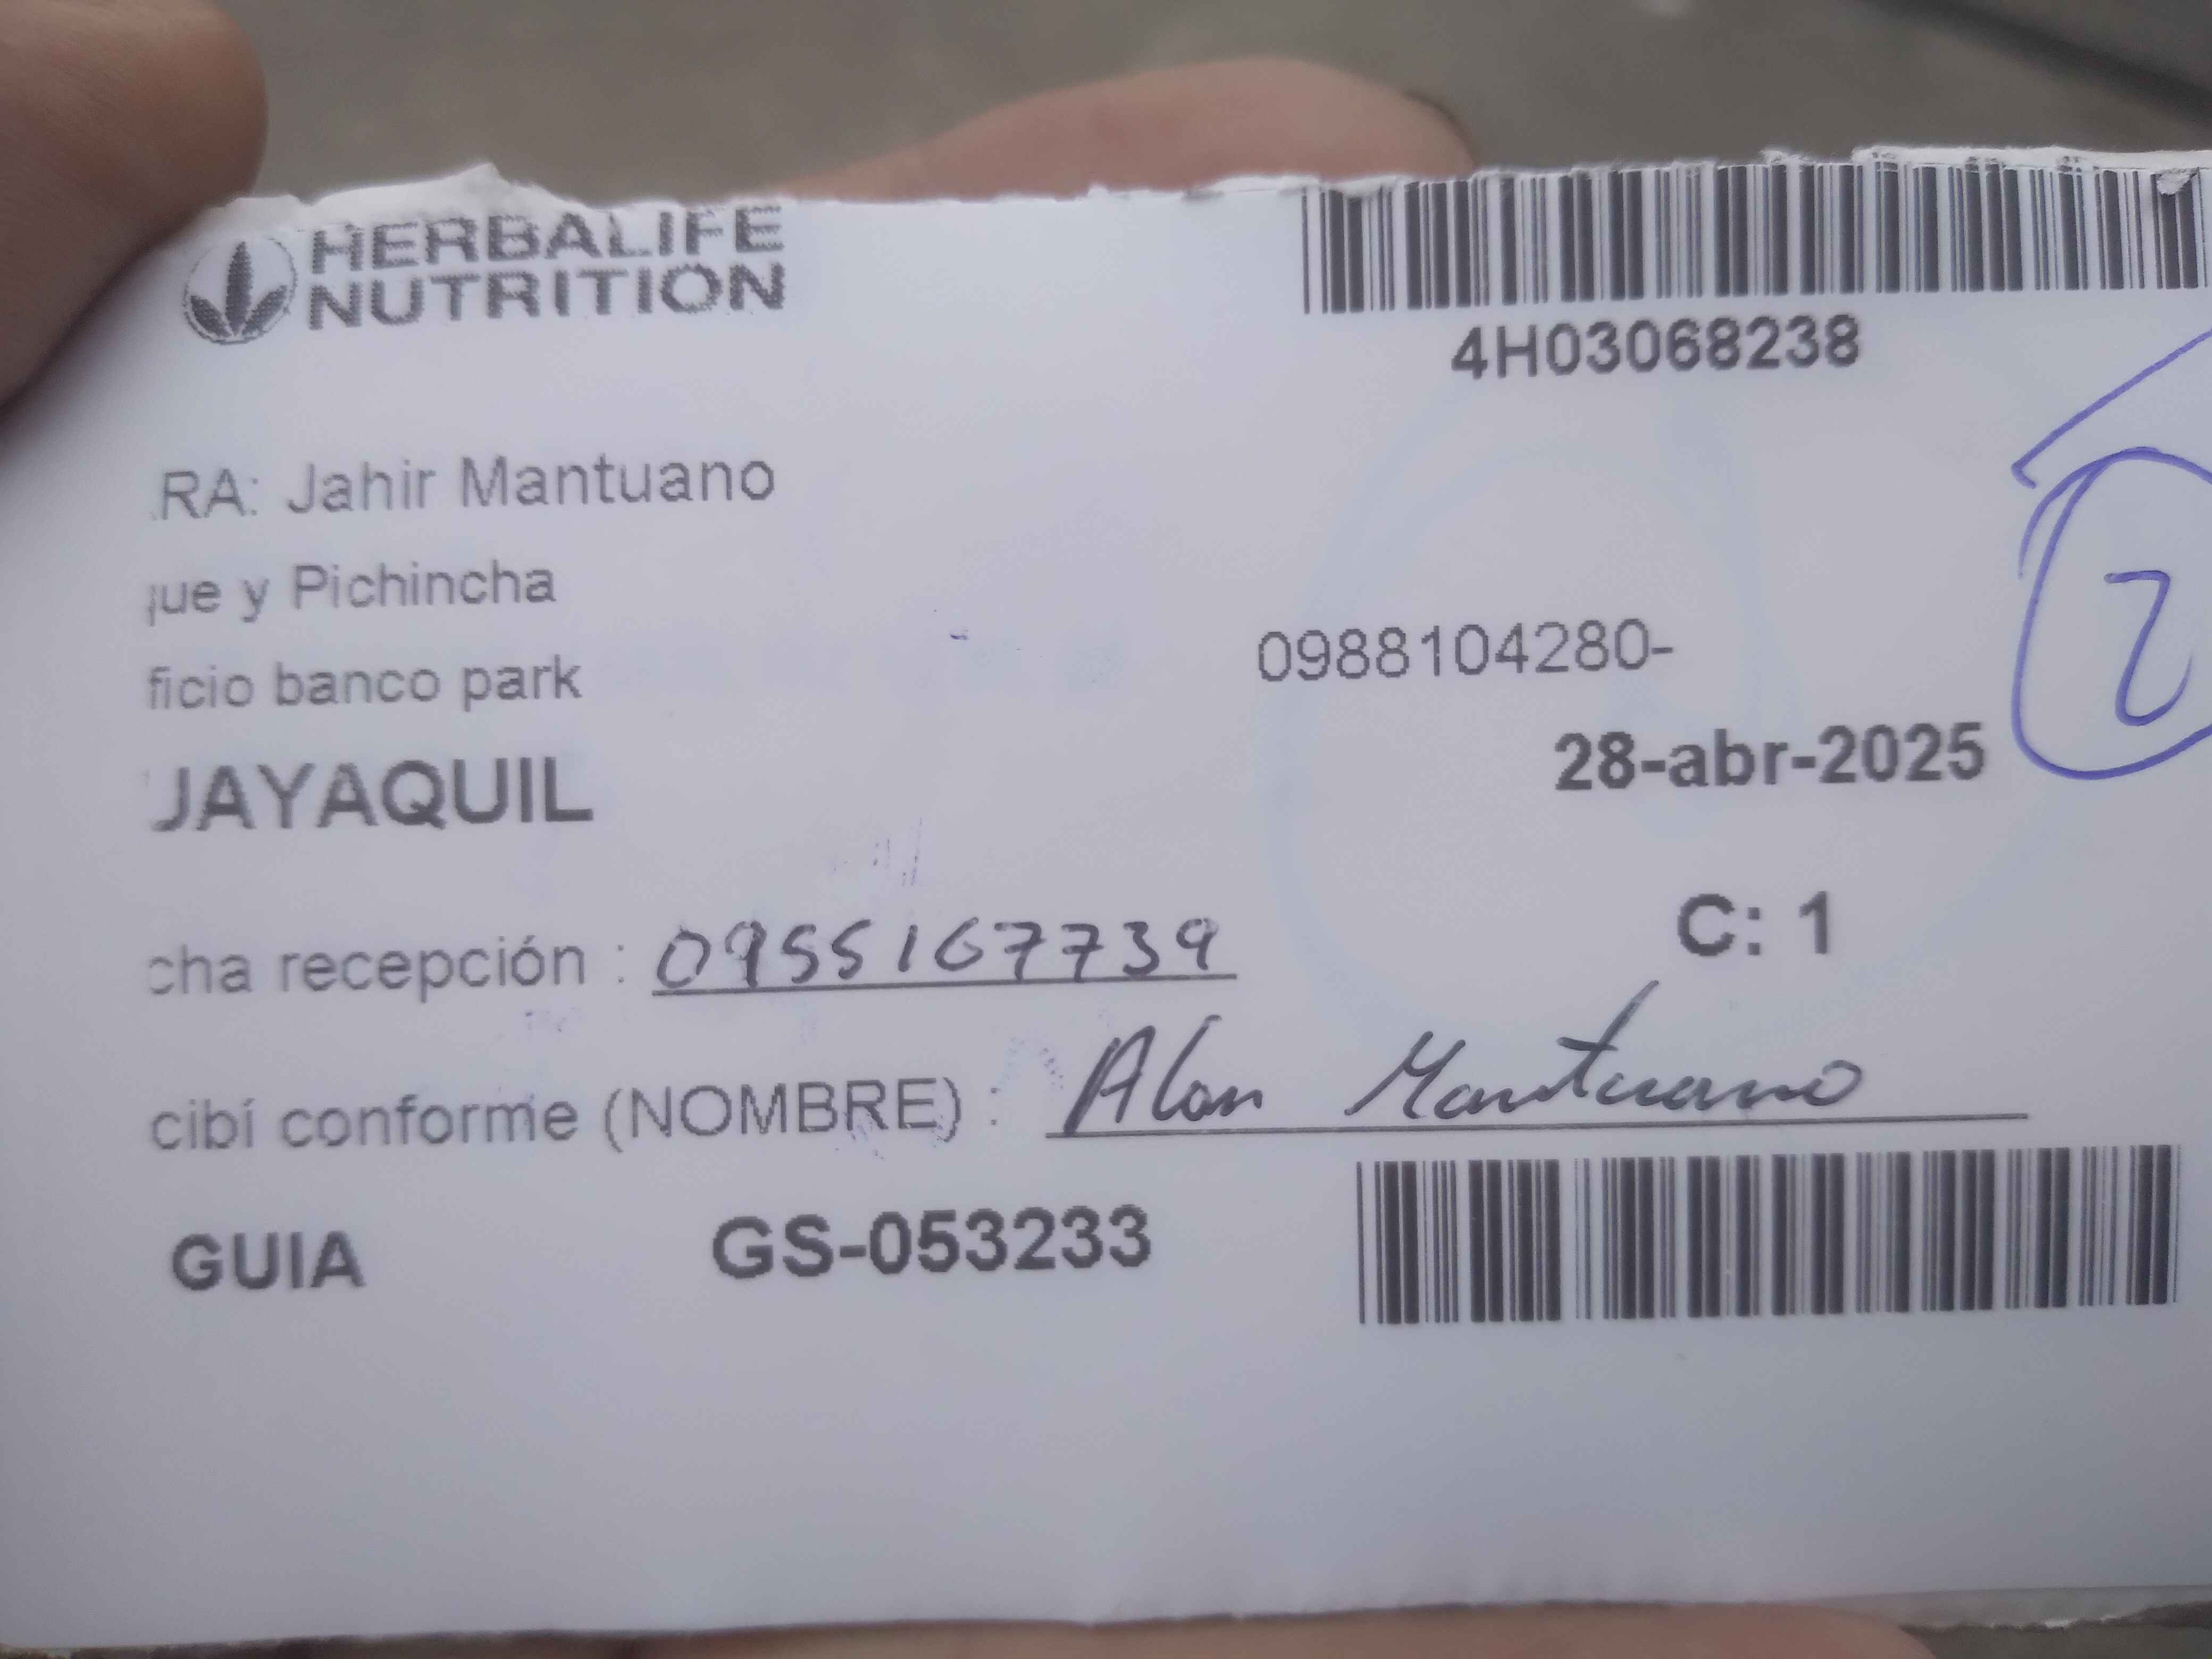 HERBALIFE
NUTRITION
4H03068238
RA: Jahir Mantuano
ue y Pichincha
ficio banco park
0988104280-
2
JAYAQUIL
28-abr-2025
cha recepción : 0955167739
C: 1
cibí conforme (NOMBRE) : Alan Mantuano
GUIA GS-053233